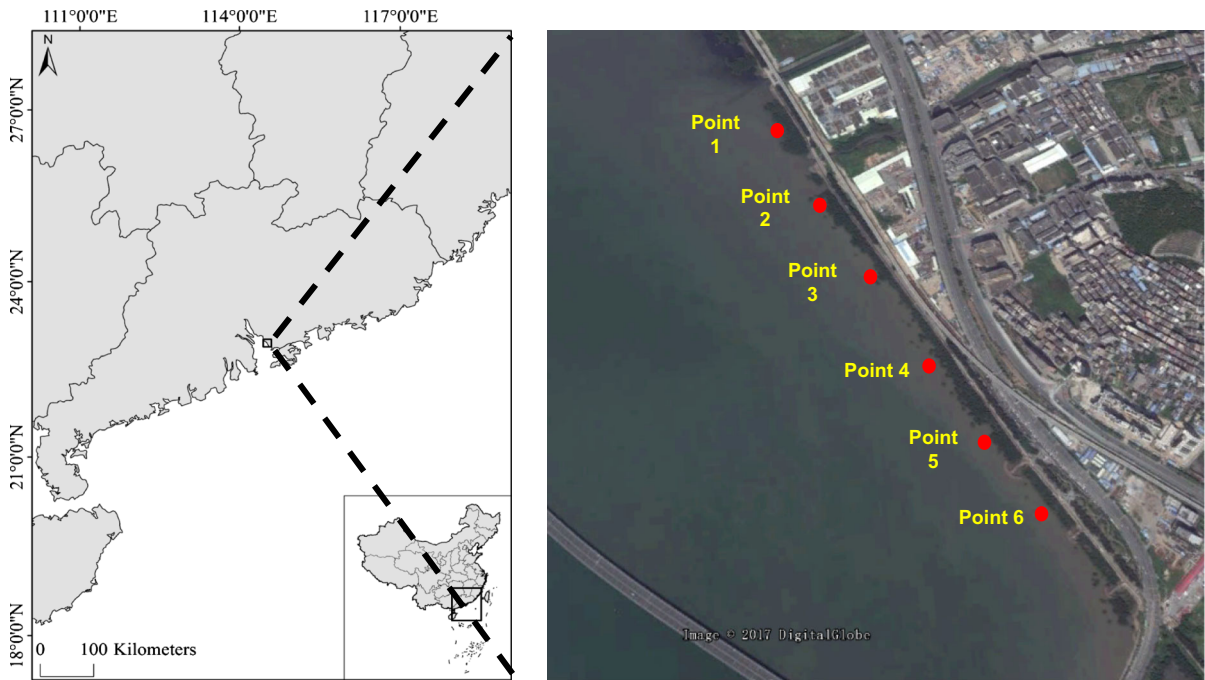 111°0'0"E 114°0'0"E 117°0'0"E
N
27°0'0"N
24°0'0"N
21°0'0"N
18°0'0"N
0 100 Kilometers
Point
1
Point
2
Point
3
Point 4
Point
5
Point 6
Image © 2017 DigitalGlobe